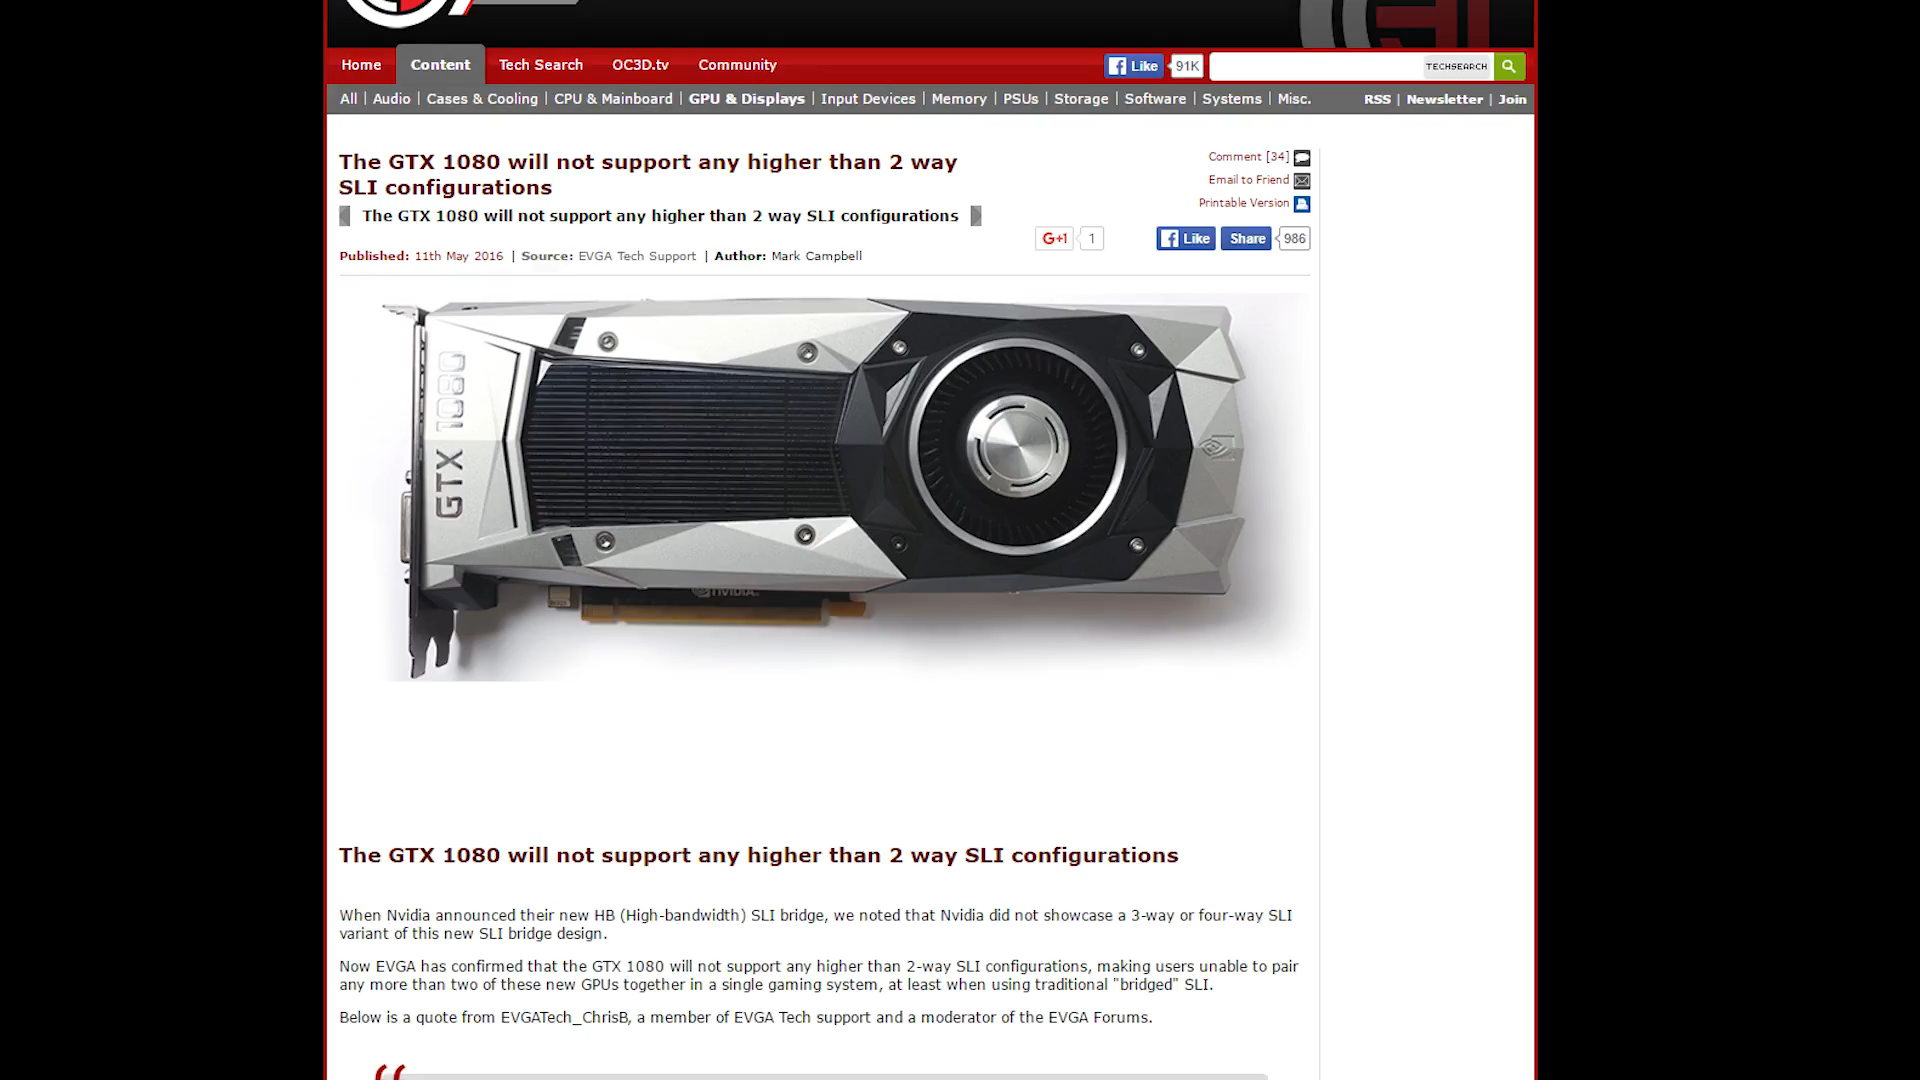 Home Content Tech Search OC3D.tv Community Like 91K TECHSEARCH
All | Audio | Cases & Cooling | CPU & Mainboard | GPU & Displays | Input Devices | Memory | PSUs | Storage | Software | Systems | Misc. RSS | Newsletter | Join
The GTX 1080 will not support any higher than 2 way
SLI configurations
The GTX 1080 will not support any higher than 2 way SLI configurations
Published: 11th May 2016 | Source: EVGA Tech Support | Author: Mark Campbell
Comment [34]
Email to Friend
Printable Version
G+1 1 Like Share 986
GTX 1080
NVIDIA
The GTX 1080 will not support any higher than 2 way SLI configurations
When Nvidia announced their new HB (High-bandwidth) SLI bridge, we noted that Nvidia did not showcase a 3-way or four-way SLI
variant of this new SLI bridge design.
Now EVGA has confirmed that the GTX 1080 will not support any higher than 2-way SLI configurations, making users unable to pair
any more than two of these new GPUs together in a single gaming system, at least when using traditional "bridged" SLI.
Below is a quote from EVGATech_ChrisB, a member of EVGA Tech support and a moderator of the EVGA Forums.